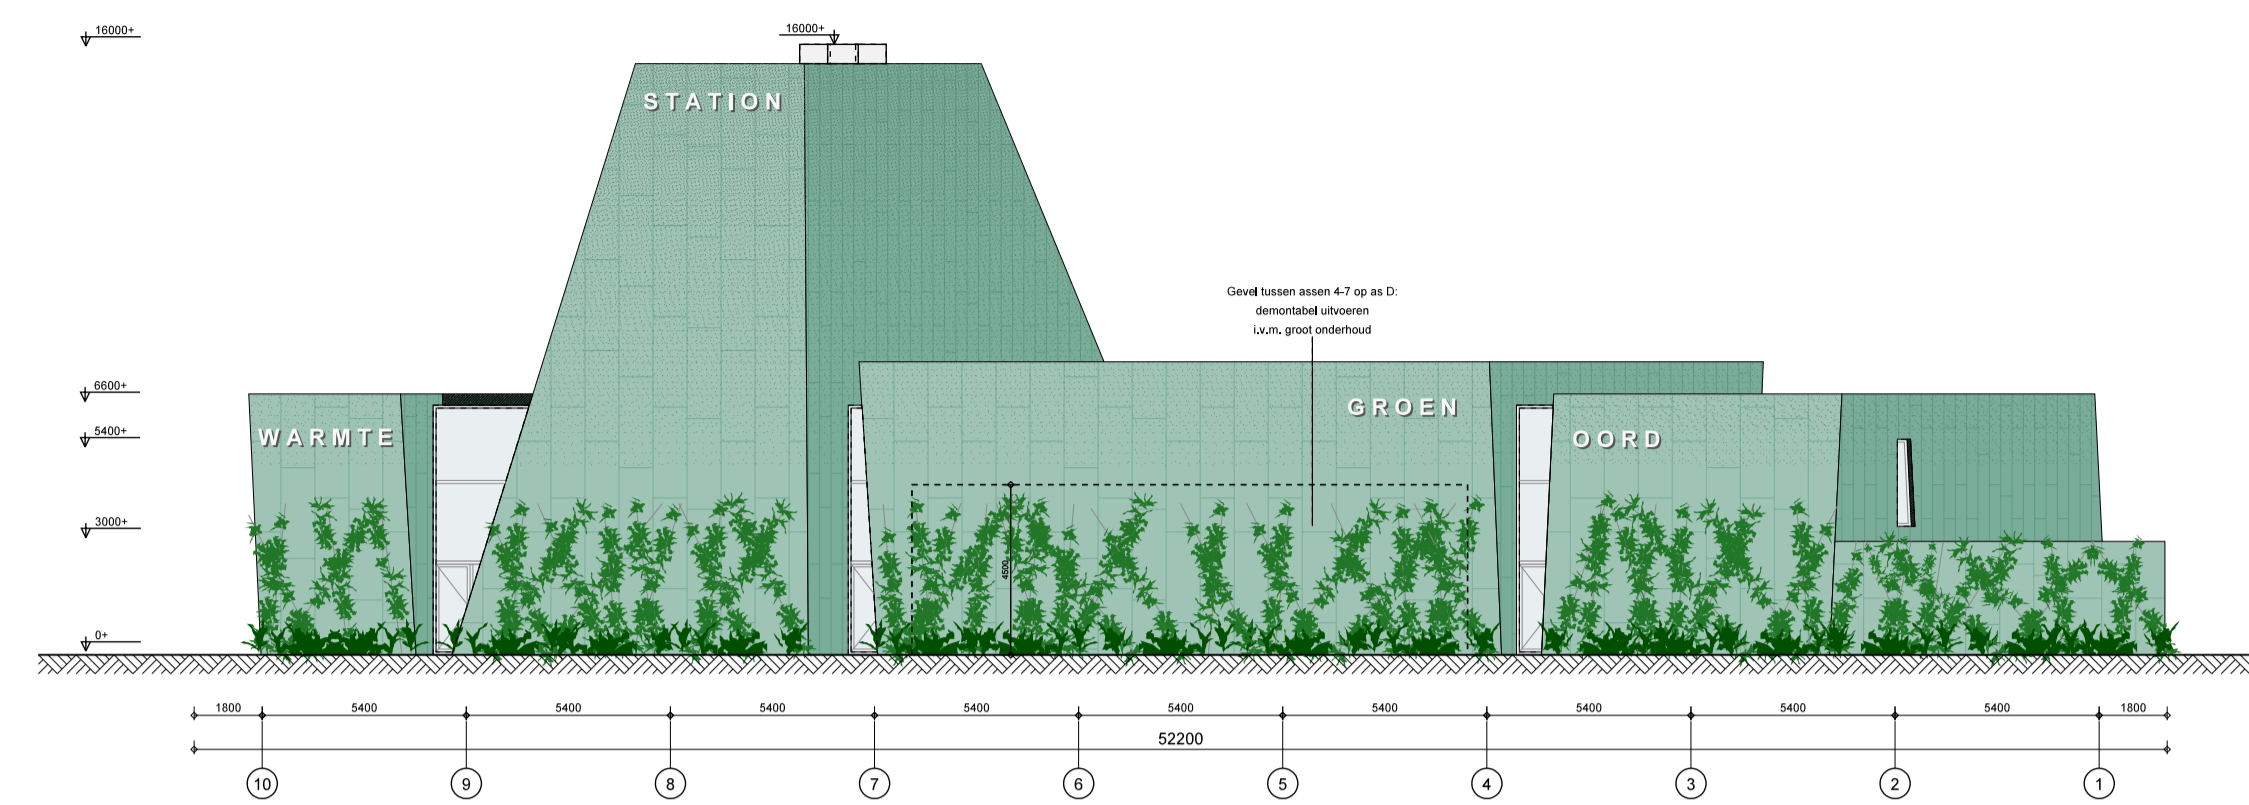 16000+
16000+
STATION
Gevel tussen assen 4-7 op as D:
demontabel uitvoeren
i.v.m. groot onderhoud
6600+
5400+
WARMTE
GROEN
OORD
3000+
4500
0+
1800 5400 5400 5400 5400 5400 5400 5400 5400 5400 1800
52200
10 9 8 7 6 5 4 3 2 1